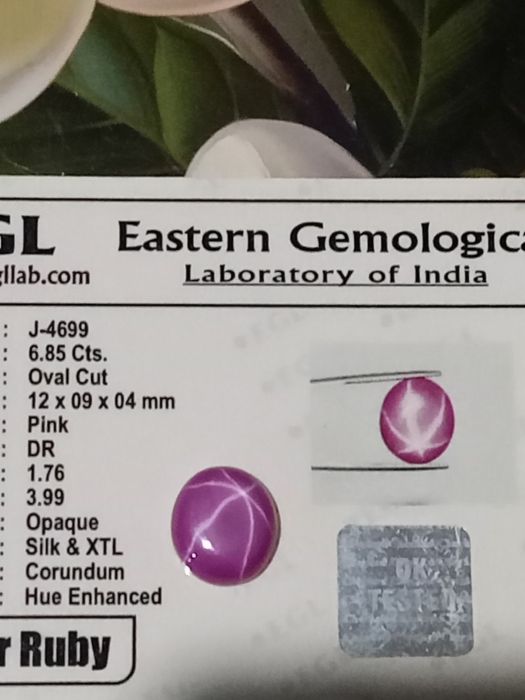 GL Eastern Gemologica
gllab.com Laboratory of India
: J-4699
: 6.85 Cts.
: Oval Cut
: 12 x 09 x 04 mm
: Pink
: DR
: 1.76
: 3.99
: Opaque
: Silk & XTL
: Corundum
: Hue Enhanced
r Ruby